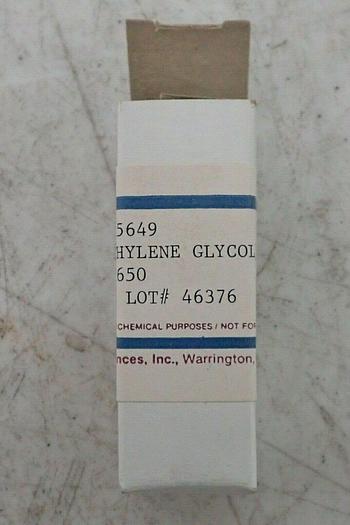 5649
HYLENE GLYCOL
650
LOT# 46376
CHEMICAL PURPOSES / NOT FOR
nces, Inc., Warrington,